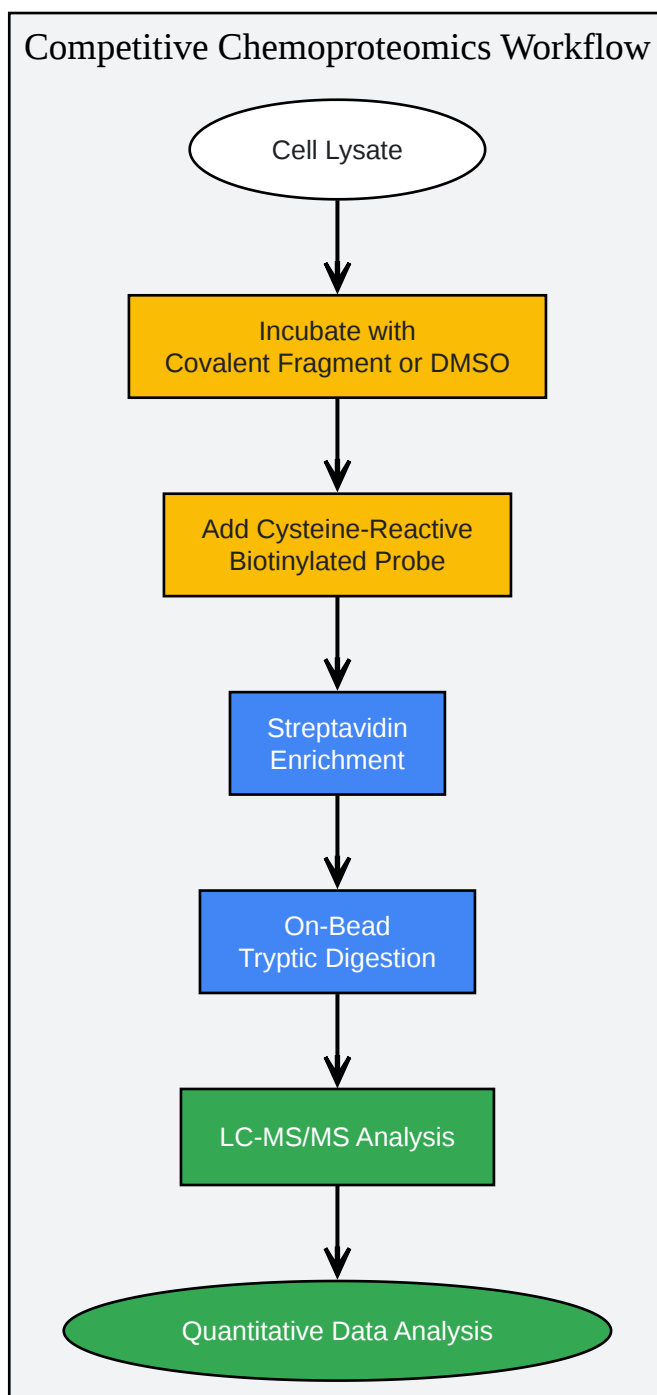 Competitive Chemoproteomics Workflow
Cell Lysate
Incubate with
Covalent Fragment or DMSO
Add Cysteine-Reactive
Biotinylated Probe
Streptavidin
Enrichment
On-Bead
Tryptic Digestion
LC-MS/MS Analysis
Quantitative Data Analysis